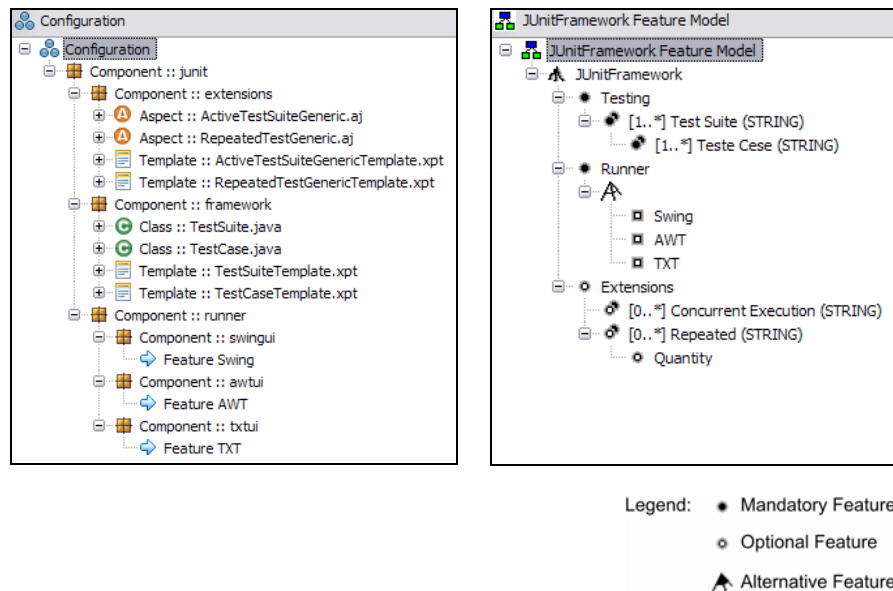 Configuration
Configuration
Component :: junit
Component :: extensions
Aspect :: ActiveTestSuiteGeneric.aj
Aspect :: RepeatedTestGeneric.aj
Template :: ActiveTestSuiteGenericTemplate.xpt
Template :: RepeatedTestGenericTemplate.xpt
Component :: framework
Class :: TestSuite.java
Class :: TestCase.java
Template :: TestSuiteTemplate.xpt
Template :: TestCaseTemplate.xpt
Component :: runner
Component :: swingui
Feature Swing
Component :: awtui
Feature AWT
Component :: txtui
Feature TXT
JUnitFramework Feature Model
JUnitFramework Feature Model
JUnitFramework
Testing
[1..*] Test Suite (STRING)
[1..*] Teste Cese (STRING)
Runner
Swing
AWT
TXT
Extensions
[0..*] Concurrent Execution (STRING)
[0..*] Repeated (STRING)
Quantity
Legend: Mandatory Feature
Optional Feature
Alternative Feature